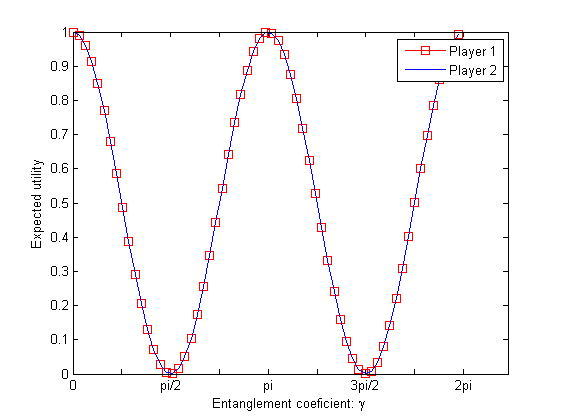 1
0.9
0.8
0.7
0.6
0.5
0.4
0.3
0.2
0.1
0
Expected utility
Player 1
Player 2
0
pi/2
pi
3pi/2
2pi
Entanglement coeficient: γ